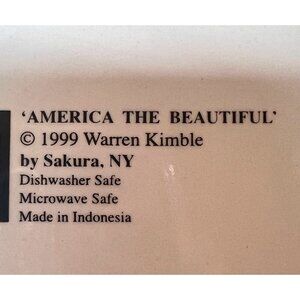 'AMERICA THE BEAUTIFUL'
© 1999 Warren Kimble
by Sakura, NY
Dishwasher Safe
Microwave Safe
Made in Indonesia